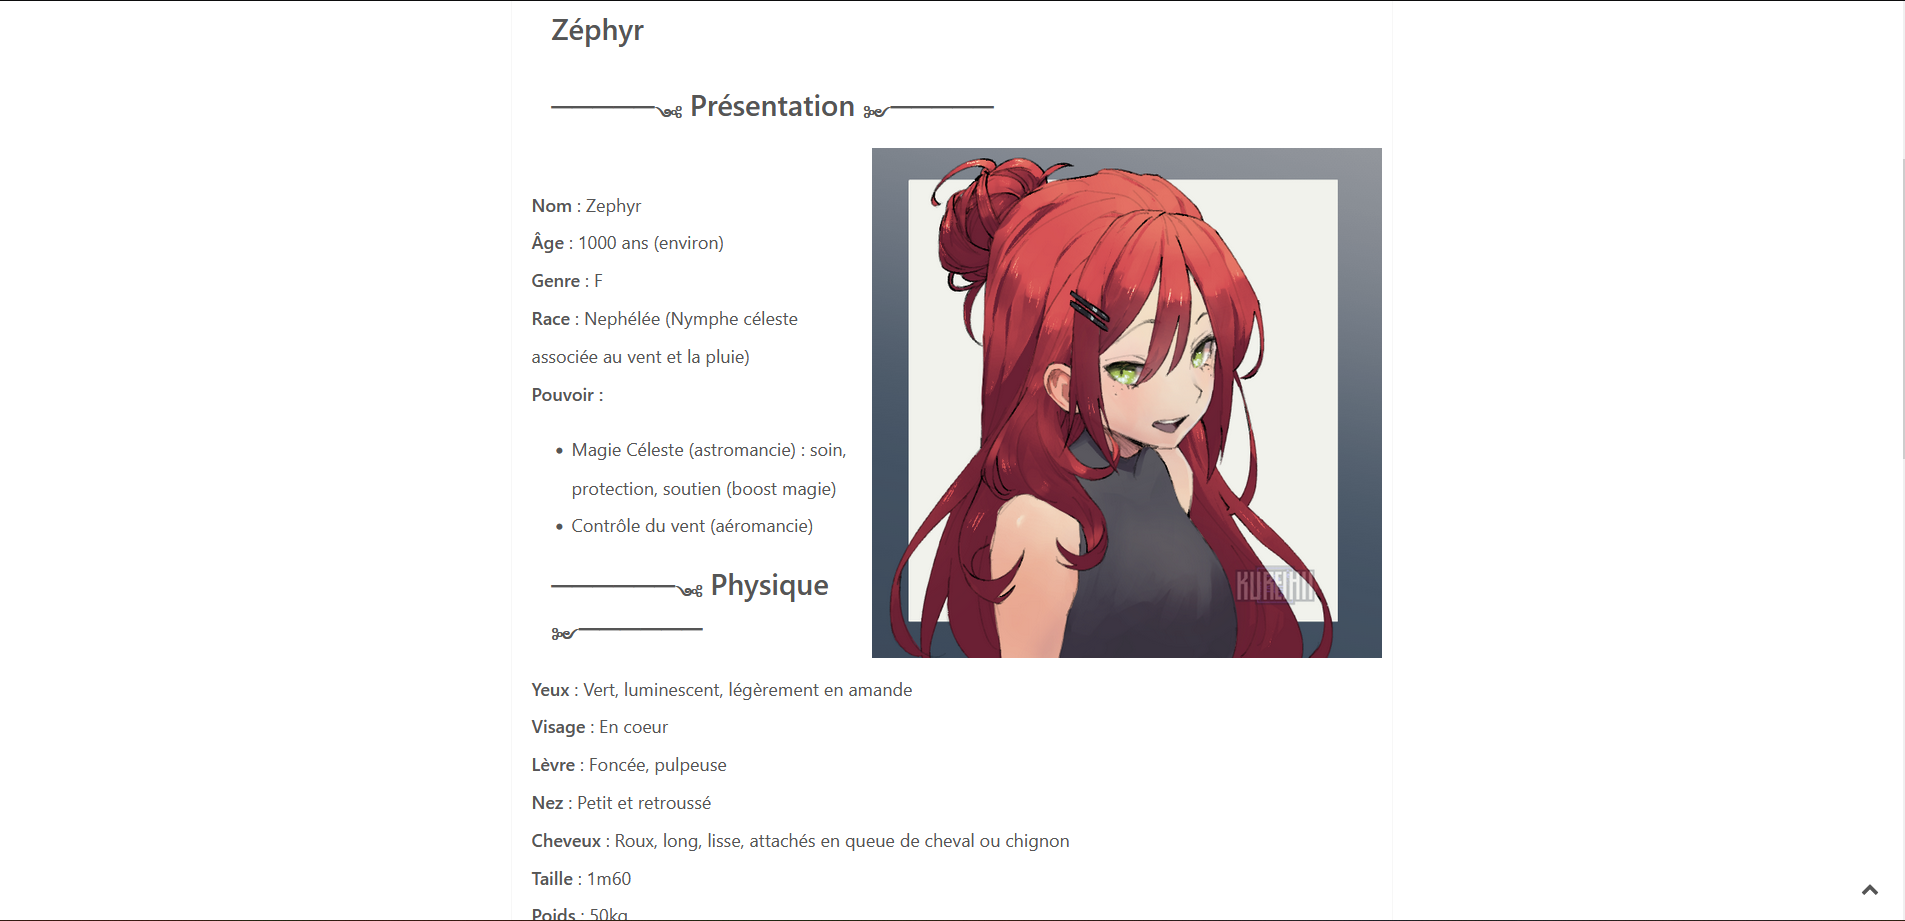 Zéphyr
Présentation
Nom : Zephyr
Âge : 1000 ans (environ)
Genre : F
Race : Nephélée (Nymphe céleste
associée au vent et la pluie)
Pouvoir :
• Magie Céleste (astromancie) : soin,
protection, soutien (boost magie)
• Contrôle du vent (aéromancie)
KUREIHII
Physique
Yeux : Vert, luminescent, légèrement en amande
Visage : En coeur
Lèvre : Foncée, pulpeuse
Nez : Petit et retroussé
Cheveux : Roux, long, lisse, attachés en queue de cheval ou chignon
Taille : 1m60
Poids : 50kg